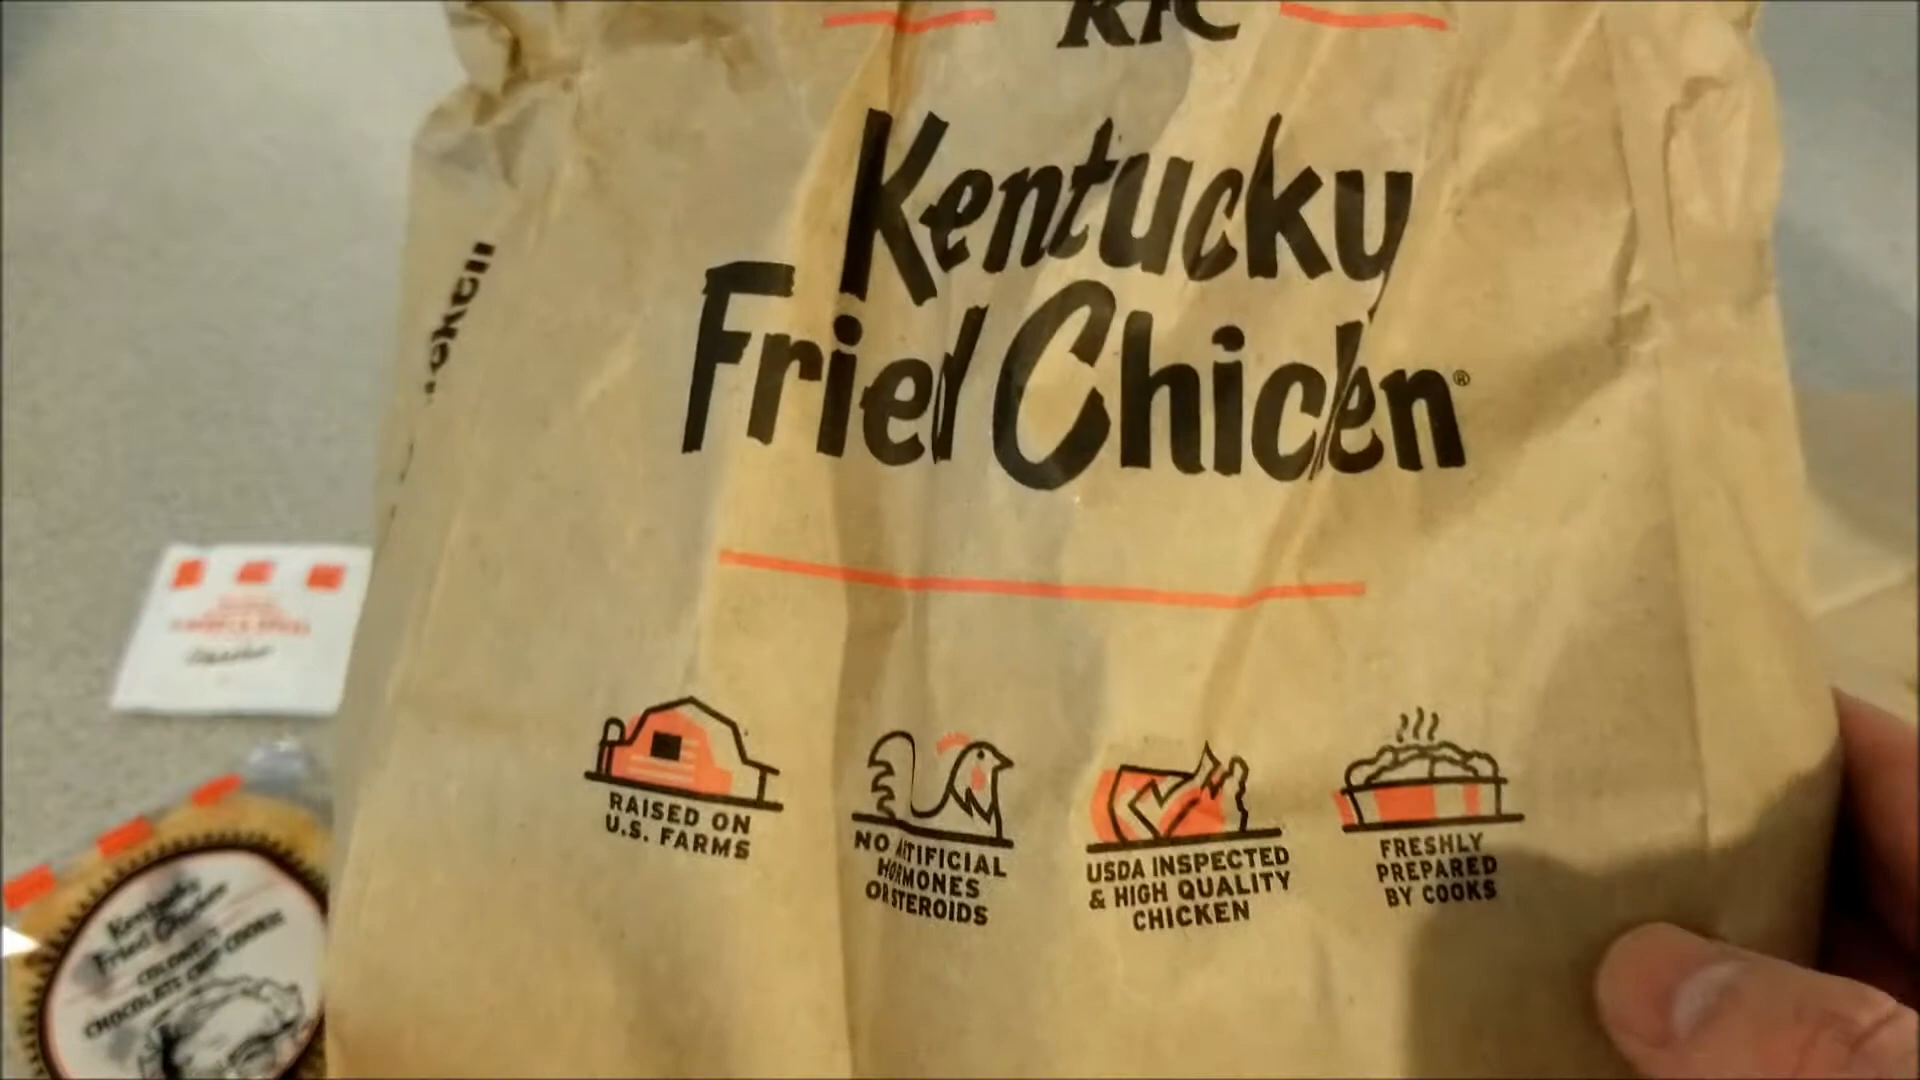 KFC
Kentucky
Fried Chicken®
RAISED ON
U.S. FARMS
NO ARTIFICIAL
HORMONES
OR STEROIDS
USDA INSPECTED
& HIGH QUALITY
CHICKEN
FRESHLY
PREPARED
BY COOKS
Kentucky
Fried Chicken
COLONEL'S
CHOCOLATE CHIP COOKIE